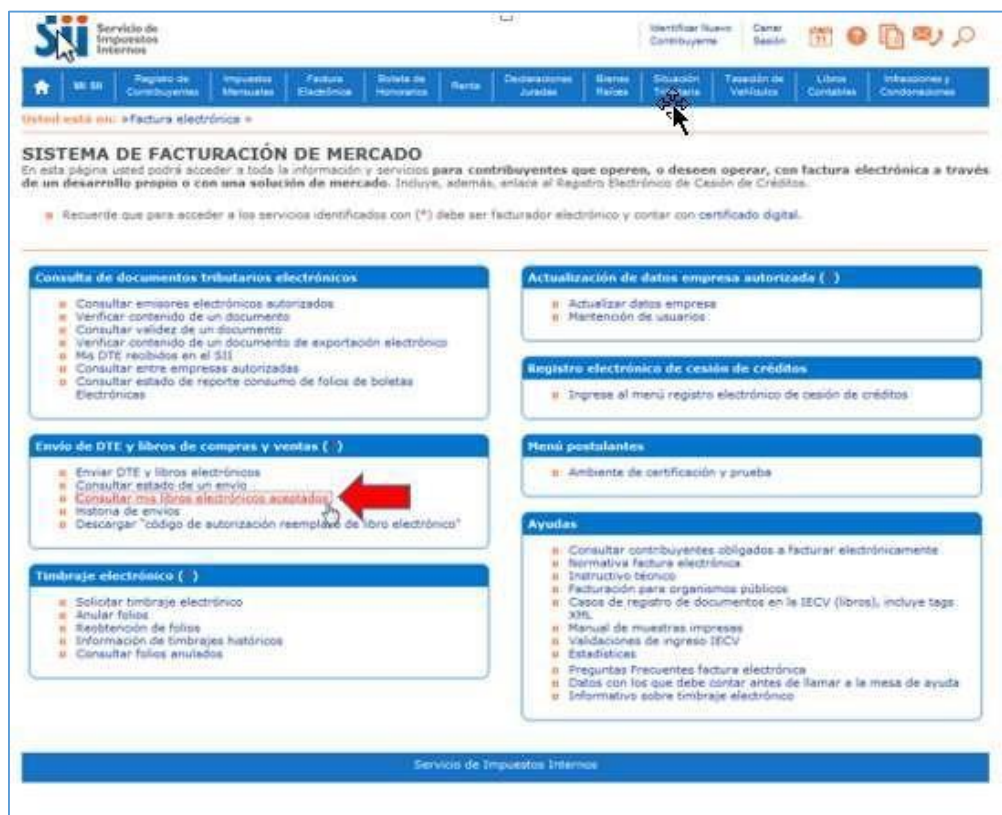 Sii
Servicio de
Impuestos
Internos
Identificar Nuevo
Contribuyente
Cerrar
Sesión
Mi SII
Registro de
Contribuyentes
Impuestos
Mensuales
Factura
Electrónica
Boleta de
Honorarios
Renta
Declaraciones
Juradas
Bienes
Raíces
Situación
Tributaria
Tasación de
Vehículos
Libros
Contables
Infracciones y
Condonaciones
Usted está en: »Factura electrónica »
SISTEMA DE FACTURACIÓN DE MERCADO
En esta página usted podrá acceder a toda la información y servicios para contribuyentes que operen, o deseen operar, con factura electrónica a través
de un desarrollo propio o con una solución de mercado. Incluye, además, enlace al Registro Electrónico de Cesión de Créditos.
Recuerde que para acceder a los servicios identificados con (*) debe ser facturador electrónico y contar con certificado digital.
Consulta de documentos tributarios electrónicos
Consultar emisores electrónicos autorizados
Verificar contenido de un documento
Consultar validez de un documento
Verificar contenido de un documento de exportación electrónico
Mis DTE recibidos en el SII
Consultar entre empresas autorizadas
Consultar estado de reporte consumo de folios de boletas
Electrónicas
Envío de DTE y libros de compras y ventas ( )
Enviar DTE y libros electrónicos
Consultar estado de un envío
Consultar mis libros electrónicos aceptados
Historia de envíos
Descargar "código de autorización reemplazo de libro electrónico"
Timbraje electrónico ( )
Solicitar timbraje electrónico
Anular folios
Reobtención de folios
Información de timbrajes históricos
Consultar folios anulados
Actualización de datos empresa autorizada ( )
Actualizar datos empresa
Mantención de usuarios
Registro electrónico de cesión de créditos
Ingrese al menú registro electrónico de cesión de créditos
Menú postulantes
Ambiente de certificación y prueba
Ayudas
Consultar contribuyentes obligados a facturar electrónicamente
Normativa factura electrónica
Instructivo técnico
Facturación para organismos públicos
Casos de registro de documentos en la IECV (libros), incluye tags
XML
Manual de muestras impresas
Validaciones de ingreso IECV
Estadísticas
Preguntas Frecuentes factura electrónica
Datos con los que debe contar antes de llamar a la mesa de ayuda
Informativo sobre timbraje electrónico
Servicio de Impuestos Internos